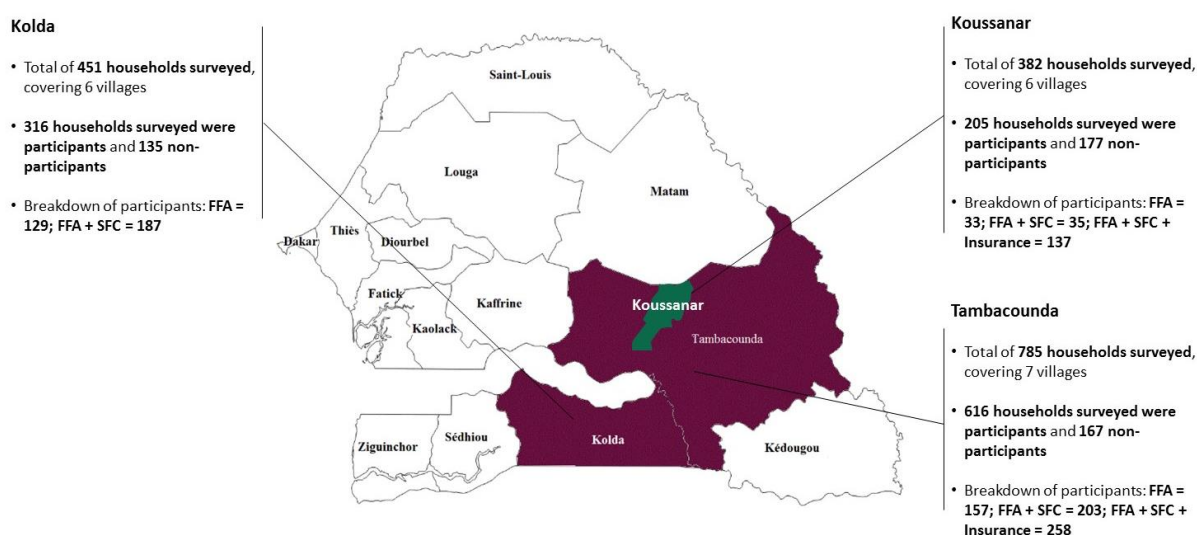 Kolda
• Total of 451 households surveyed,
covering 6 villages
• 316 households surveyed were
participants and 135 non-
participants
• Breakdown of participants: FFA =
129; FFA + SFC = 187
Saint-Louis
Louga
Matam
Thiès
Dakar
Diourbel
Fatick
Kaffrine
Kaolack
Koussanar
Tambacounda
Ziguinchor
Sédhiou
Kolda
Kédougou
Koussanar
• Total of 382 households surveyed,
covering 6 villages
• 205 households surveyed were
participants and 177 non-
participants
• Breakdown of participants: FFA =
33; FFA + SFC = 35; FFA + SFC +
Insurance = 137
Tambacounda
• Total of 785 households surveyed,
covering 7 villages
• 616 households surveyed were
participants and 167 non-
participants
• Breakdown of participants: FFA =
157; FFA + SFC = 203; FFA + SFC +
Insurance = 258